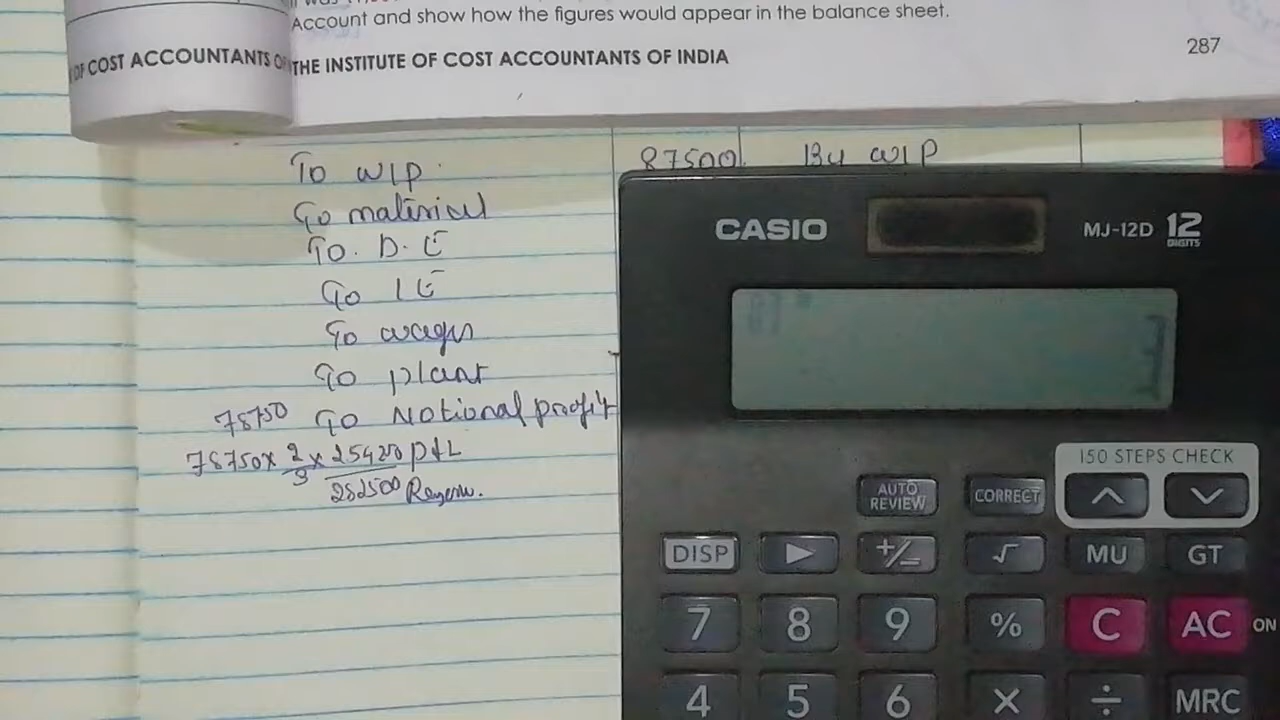 Account and show how the figures would appear in the balance sheet.
OF COST ACCOUNTANTS OF THE INSTITUTE OF COST ACCOUNTANTS OF INDIA
287
To WIP 87500 By WIP
To material
To. D. E
To IE
To wages
To plant
78750 To Notional profit
78750 × 2/3 × 254250/282500 P&L
CASIO
MJ-12D 12 DIGITS
150 STEPS CHECK
AUTO REVIEW CORRECT
DISP ▶ +/- √ MU GT
7 8 9 % C AC ON
4 5 6 × ÷ MRC